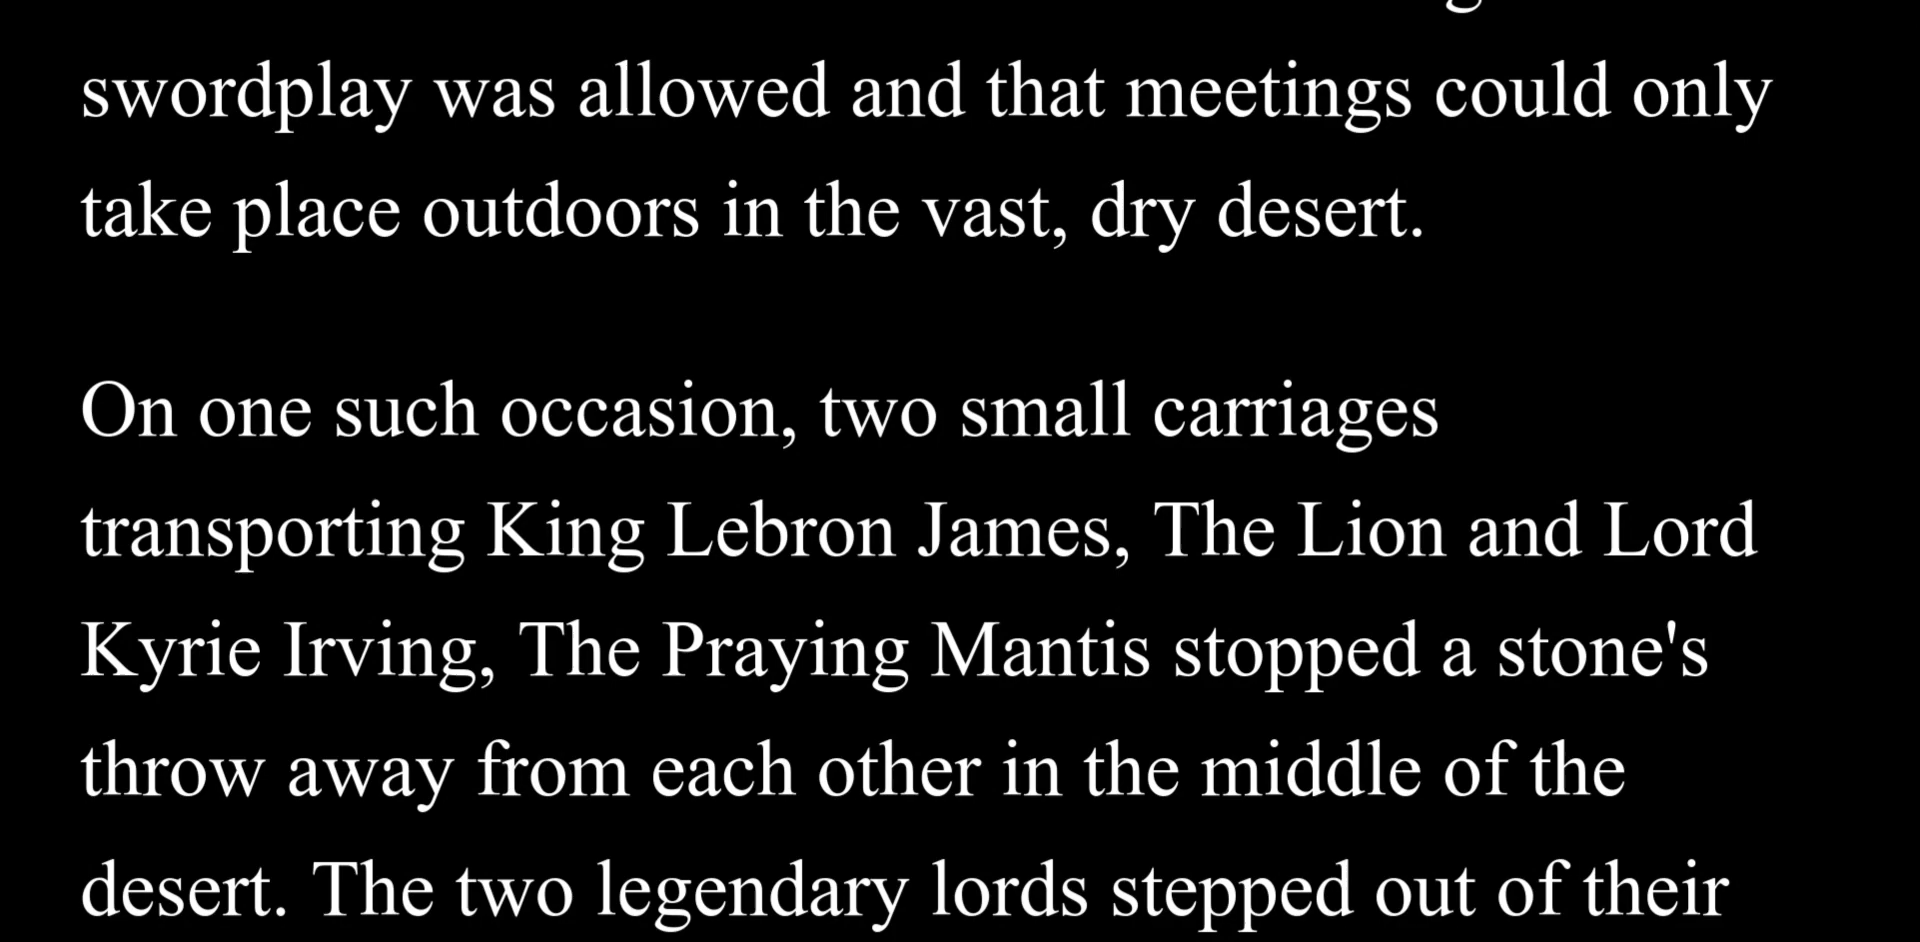 swordplay was allowed and that meetings could only
take place outdoors in the vast, dry desert.
On one such occasion, two small carriages
transporting King Lebron James, The Lion and Lord
Kyrie Irving, The Praying Mantis stopped a stone's
throw away from each other in the middle of the
desert. The two legendary lords stepped out of their